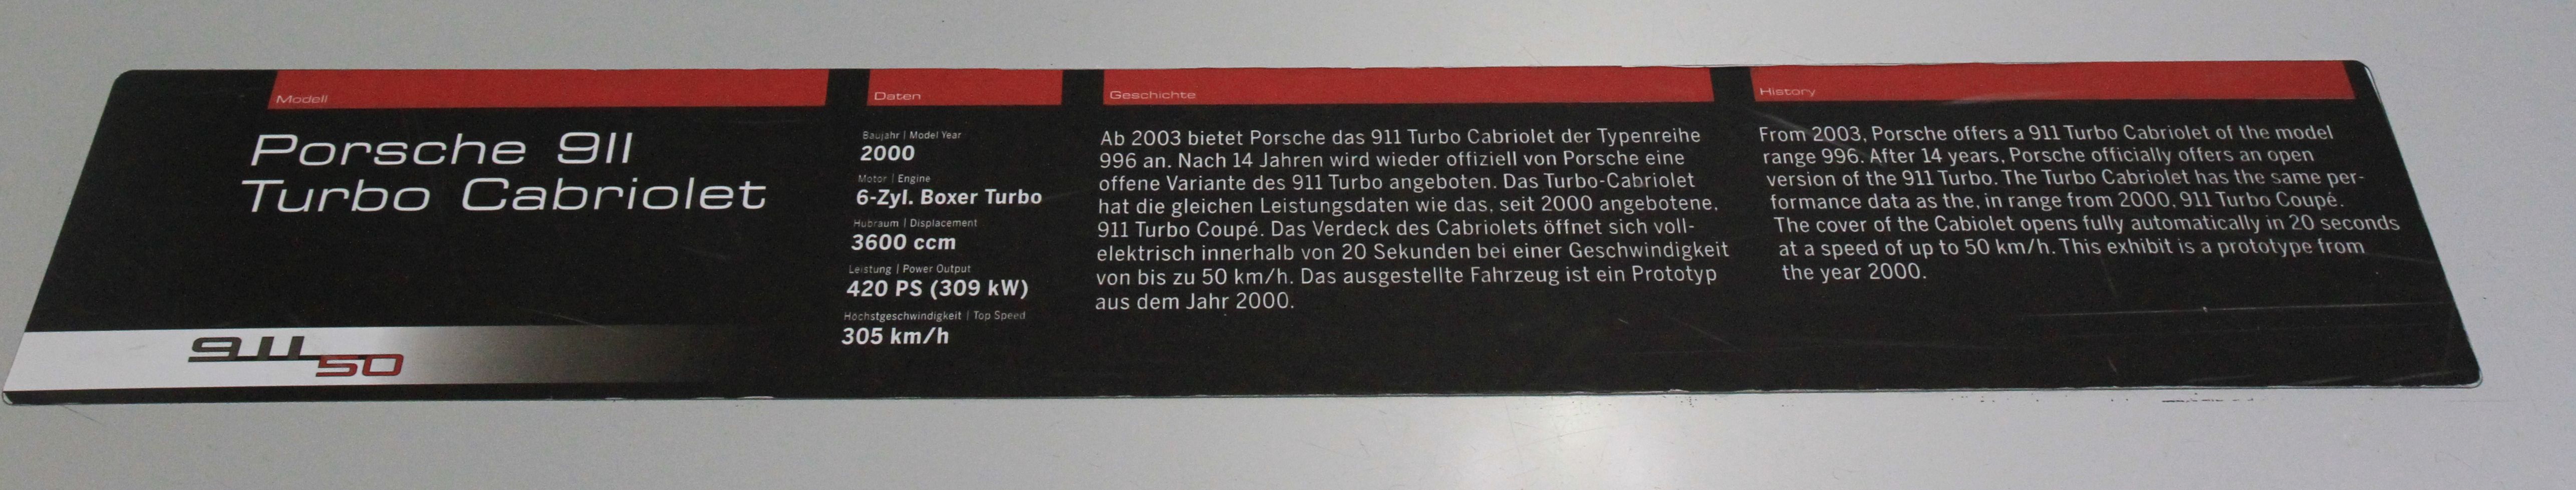 Modell
Porsche 911
Turbo Cabriolet
911
50
Daten
Baujahr | Model Year
2000
Motor | Engine
6-Zyl. Boxer Turbo
Hubraum | Displacement
3600 ccm
Leistung | Power Output
420 PS (309 kW)
Höchstgeschwindigkeit | Top Speed
305 km/h
Geschichte
Ab 2003 bietet Porsche das 911 Turbo Cabriolet der Typenreihe
996 an. Nach 14 Jahren wird wieder offiziell von Porsche eine
offene Variante des 911 Turbo angeboten. Das Turbo-Cabriolet
hat die gleichen Leistungsdaten wie das, seit 2000 angebotene,
911 Turbo Coupé. Das Verdeck des Cabriolets öffnet sich voll-
elektrisch innerhalb von 20 Sekunden bei einer Geschwindigkeit
von bis zu 50 km/h. Das ausgestellte Fahrzeug ist ein Prototyp
aus dem Jahr 2000.
History
From 2003, Porsche offers a 911 Turbo Cabriolet of the model
range 996. After 14 years, Porsche officially offers an open
version of the 911 Turbo. The Turbo Cabriolet has the same per-
formance data as the, in range from 2000, 911 Turbo Coupé.
The cover of the Cabiolet opens fully automatically in 20 seconds
at a speed of up to 50 km/h. This exhibit is a prototype from
the year 2000.